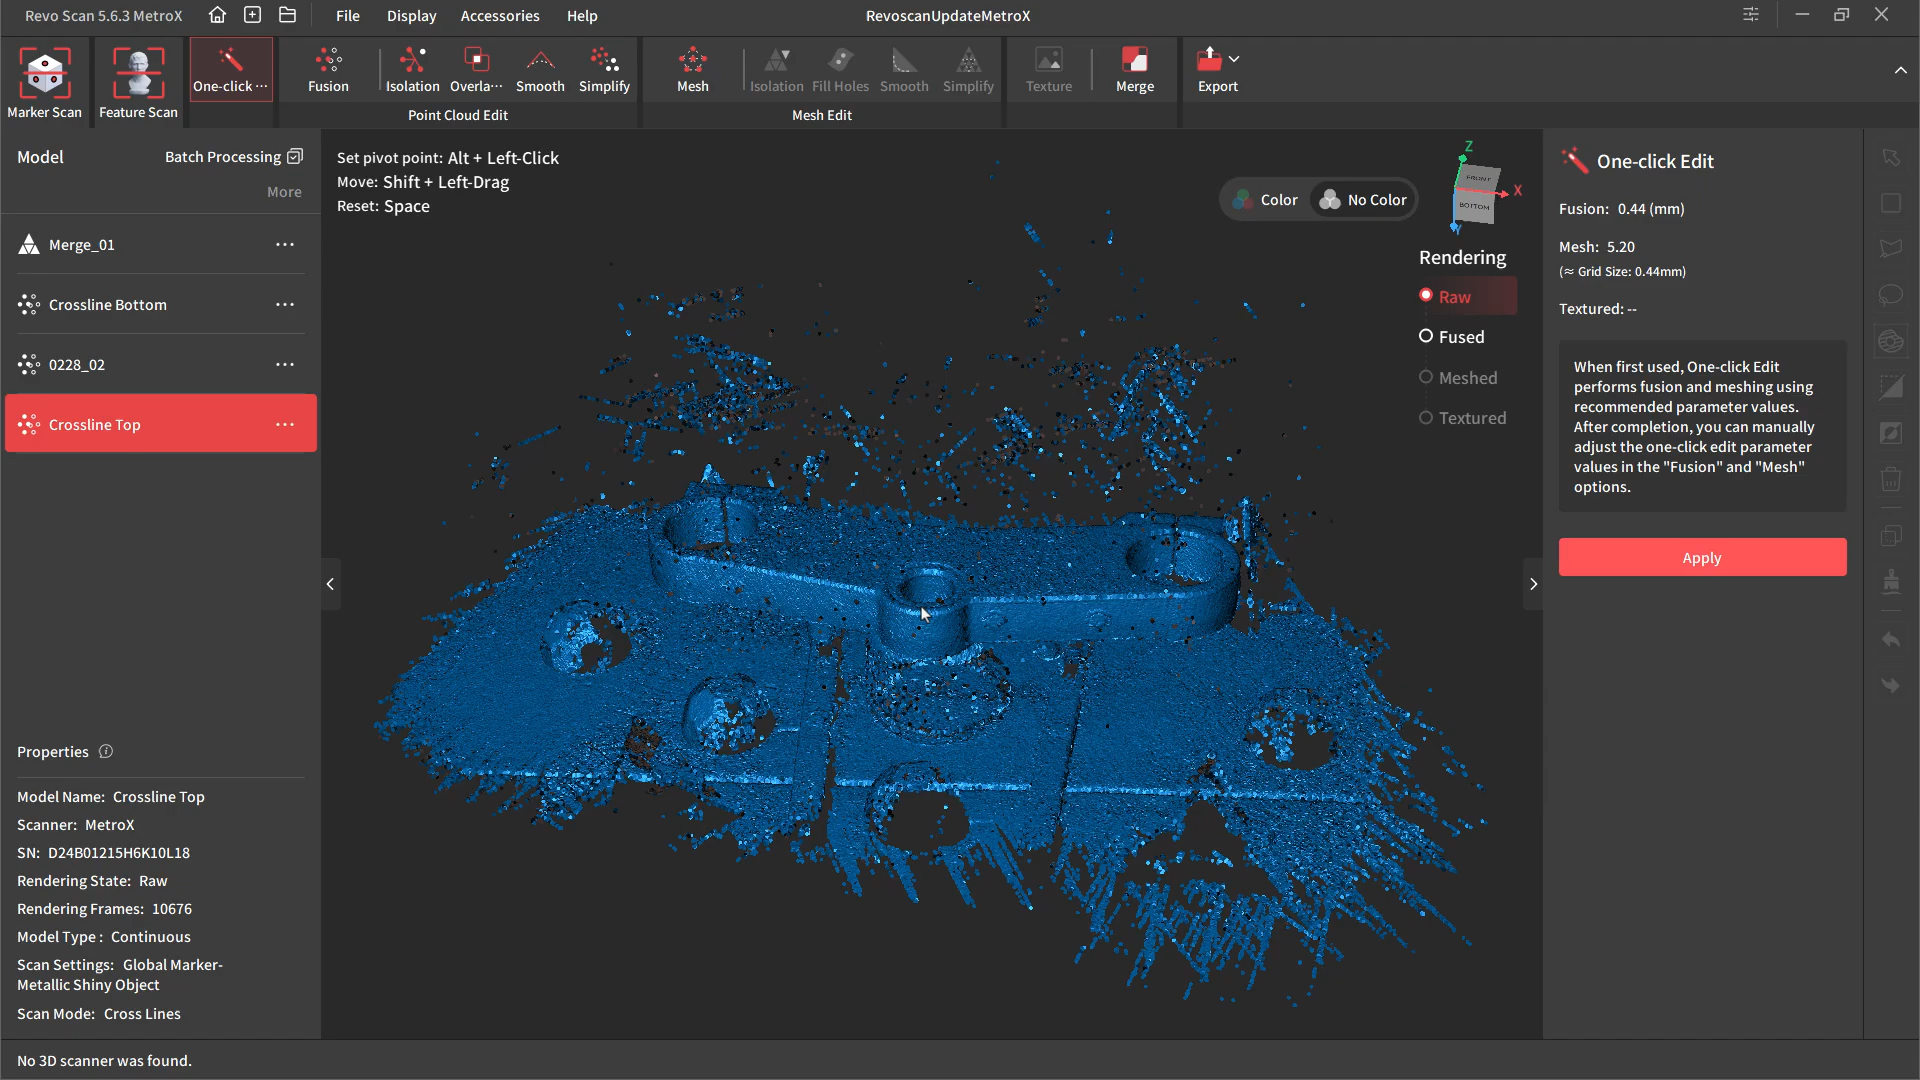 Revo Scan 5.6.3 MetroX
File
Display
Accessories
Help
RevoscanUpdateMetroX
Marker Scan
Feature Scan
One-click ···
Fusion
Isolation
Overla···
Smooth
Simplify
Point Cloud Edit
Mesh
Isolation
Fill Holes
Smooth
Simplify
Mesh Edit
Texture
Merge
Export
Model
Batch Processing
More
Merge_01
Crossline Bottom
0228_02
Crossline Top
Properties
Model Name: Crossline Top
Scanner: MetroX
SN: D24B01215H6K10L18
Rendering State: Raw
Rendering Frames: 10676
Model Type : Continuous
Scan Settings: Global Marker-
Metallic Shiny Object
Scan Mode: Cross Lines
Set pivot point: Alt + Left-Click
Move: Shift + Left-Drag
Reset: Space
Color
No Color
Z
FRONT
X
BOTTOM
Y
Rendering
Raw
Fused
Meshed
Textured
One-click Edit
Fusion: 0.44 (mm)
Mesh: 5.20
(≈ Grid Size: 0.44mm)
Textured: --
When first used, One-click Edit
performs fusion and meshing using
recommended parameter values.
After completion, you can manually
adjust the one-click edit parameter
values in the "Fusion" and "Mesh"
options.
Apply
No 3D scanner was found.